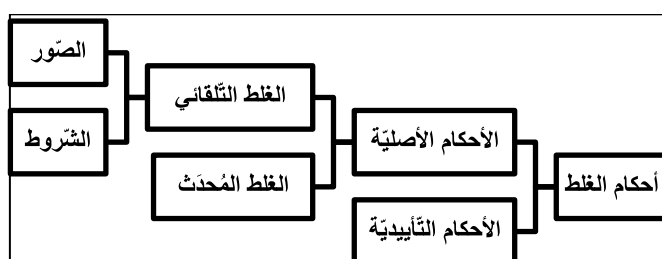 أحكام الغلط
الأحكام الأصليّة
الأحكام التّأييديّة
الغلط التّلقائي
الغلط المُحدَث
الصّور
الشّروط